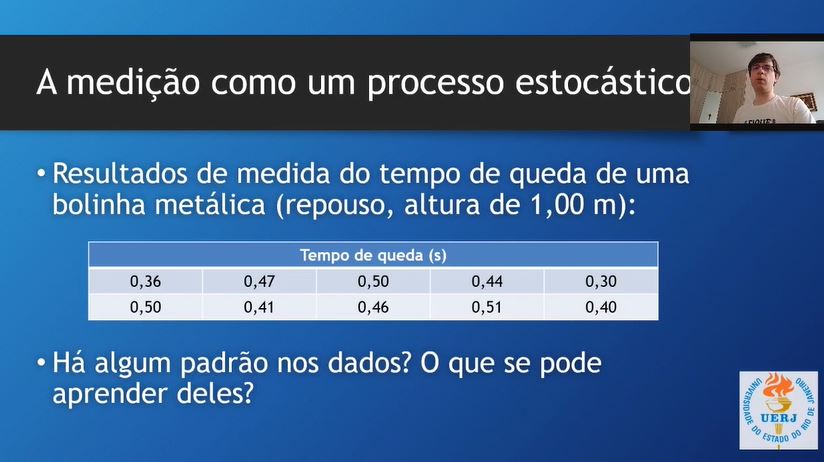 A medição como um processo estocástico
• Resultados de medida do tempo de queda de uma
bolinha metálica (repouso, altura de 1,00 m):
Tempo de queda (s)
0,36 0,47 0,50 0,44 0,30
0,50 0,41 0,46 0,51 0,40
• Há algum padrão nos dados? O que se pode
aprender deles?
UERJ
UNIVERSIDADE DO ESTADO DO RIO DE JANEIRO